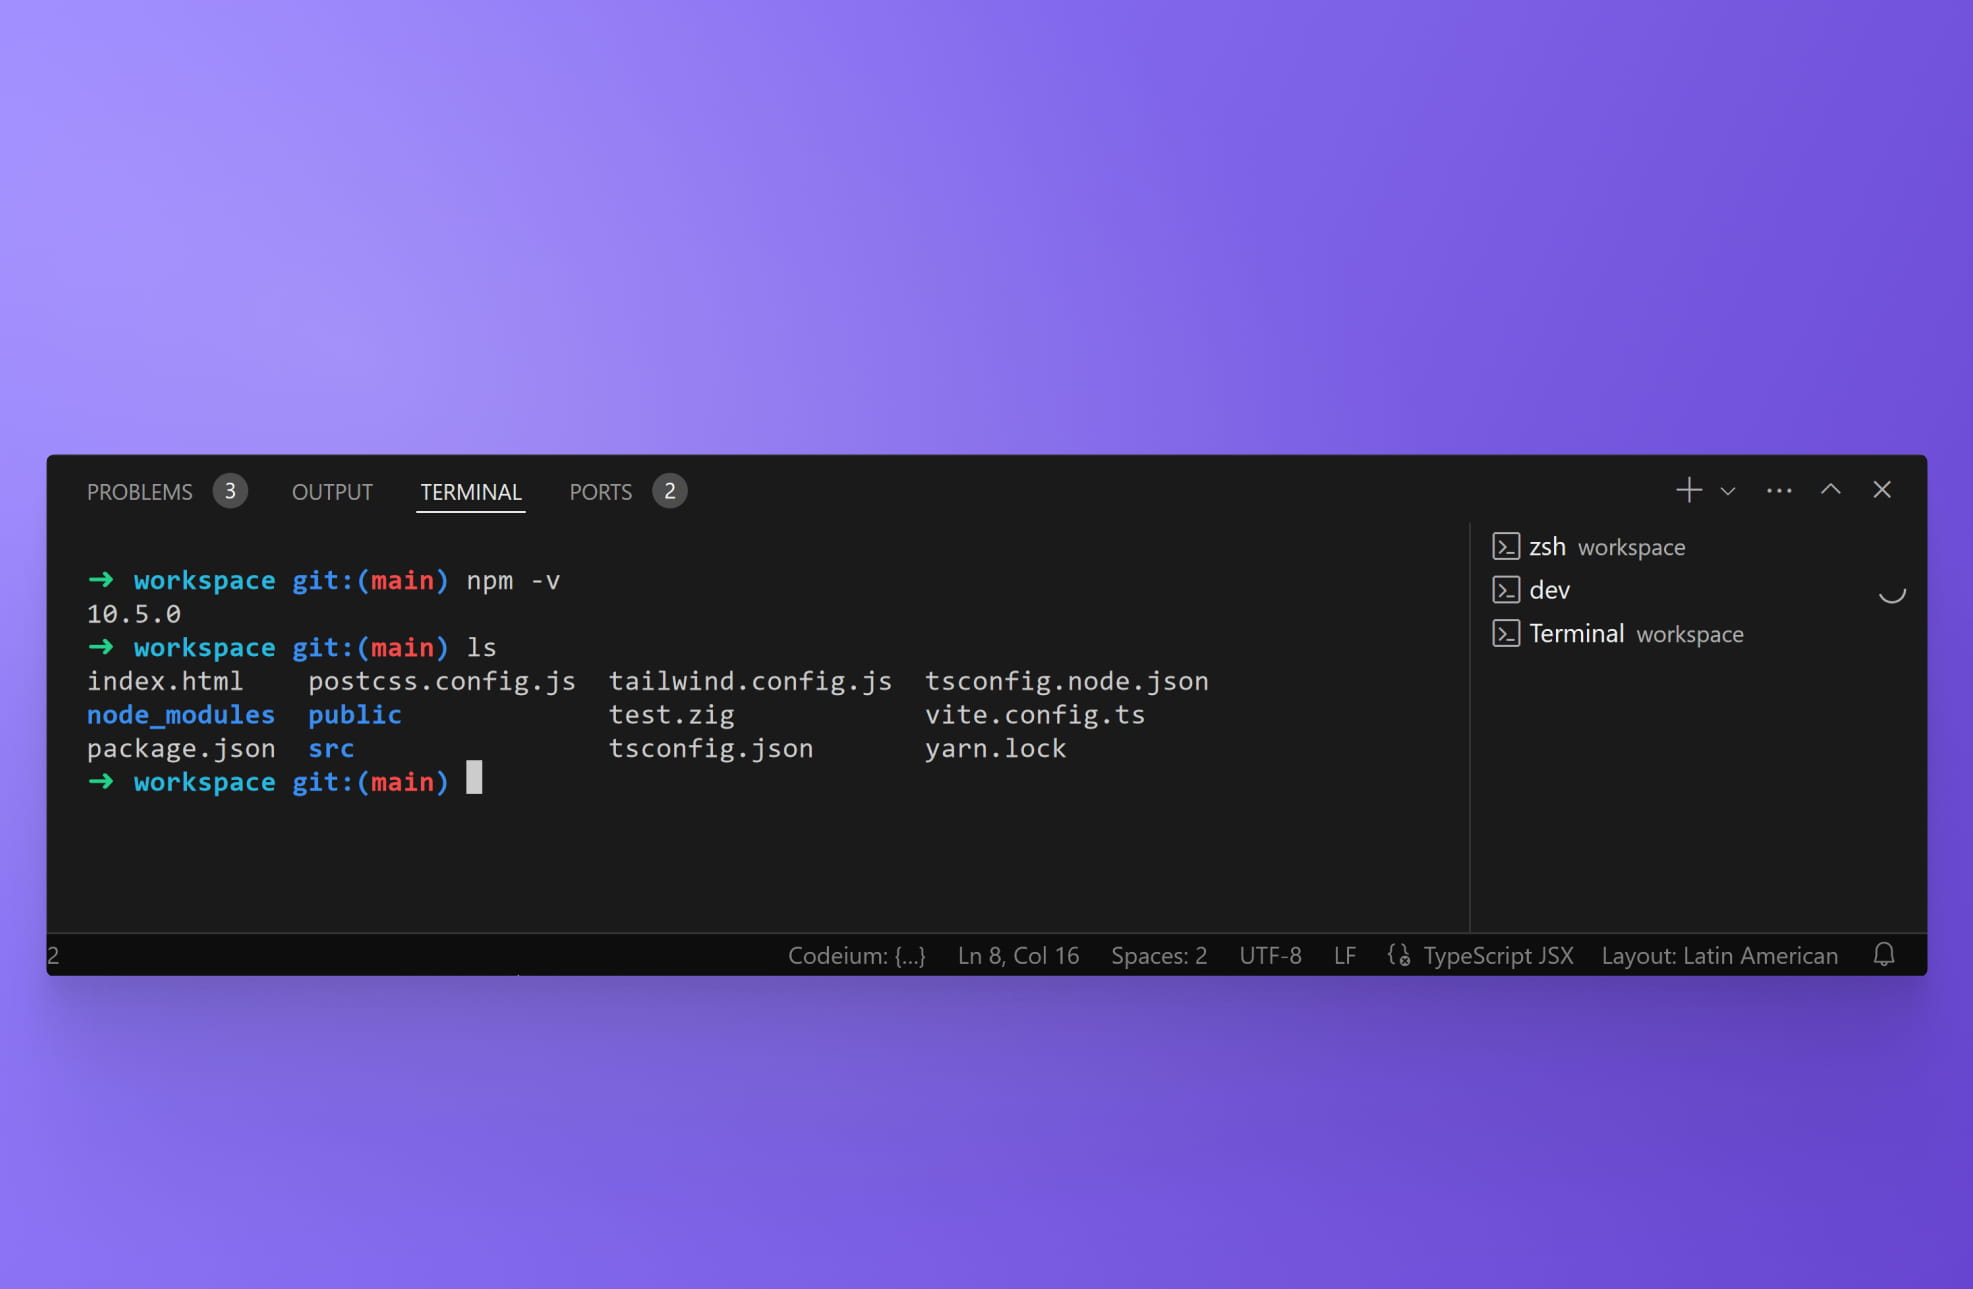 PROBLEMS 3 OUTPUT TERMINAL PORTS 2
➜ workspace git:(main) npm -v
10.5.0
➜ workspace git:(main) ls
index.html postcss.config.js tailwind.config.js tsconfig.node.json
node_modules public test.zig vite.config.ts
package.json src tsconfig.json yarn.lock
➜ workspace git:(main)
zsh workspace
dev
Terminal workspace
2 Codeium: {...} Ln 8, Col 16 Spaces: 2 UTF-8 LF TypeScript JSX Layout: Latin American